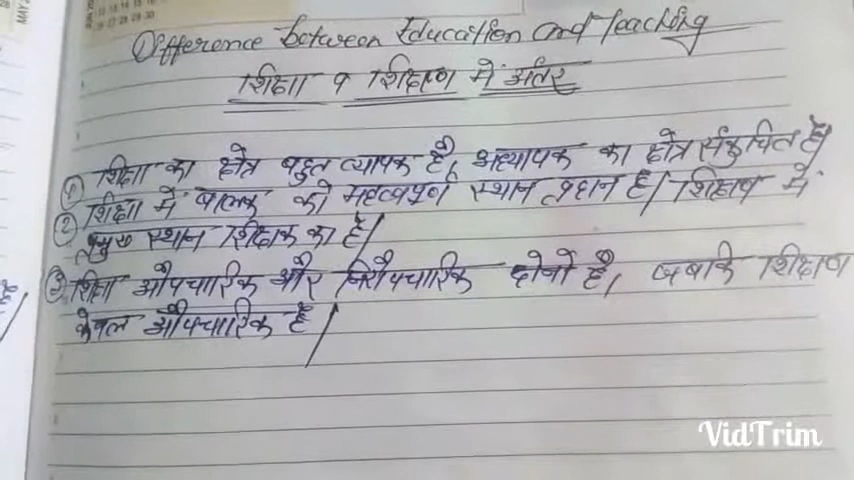 Difference between Education and Teaching
शिक्षा व शिक्षण में अंतर
① शिक्षा का क्षेत्र बहुत व्यापक है, अध्यापक का क्षेत्र संकुचित है।
② शिक्षा में बालक को महत्वपूर्ण स्थान प्रदान है। शिक्षण में
प्रमुख स्थान शिक्षक का है।
③ शिक्षा औपचारिक और निरौपचारिक दोनों है, जबकि शिक्षण
केवल औपचारिक है।
VidTrim